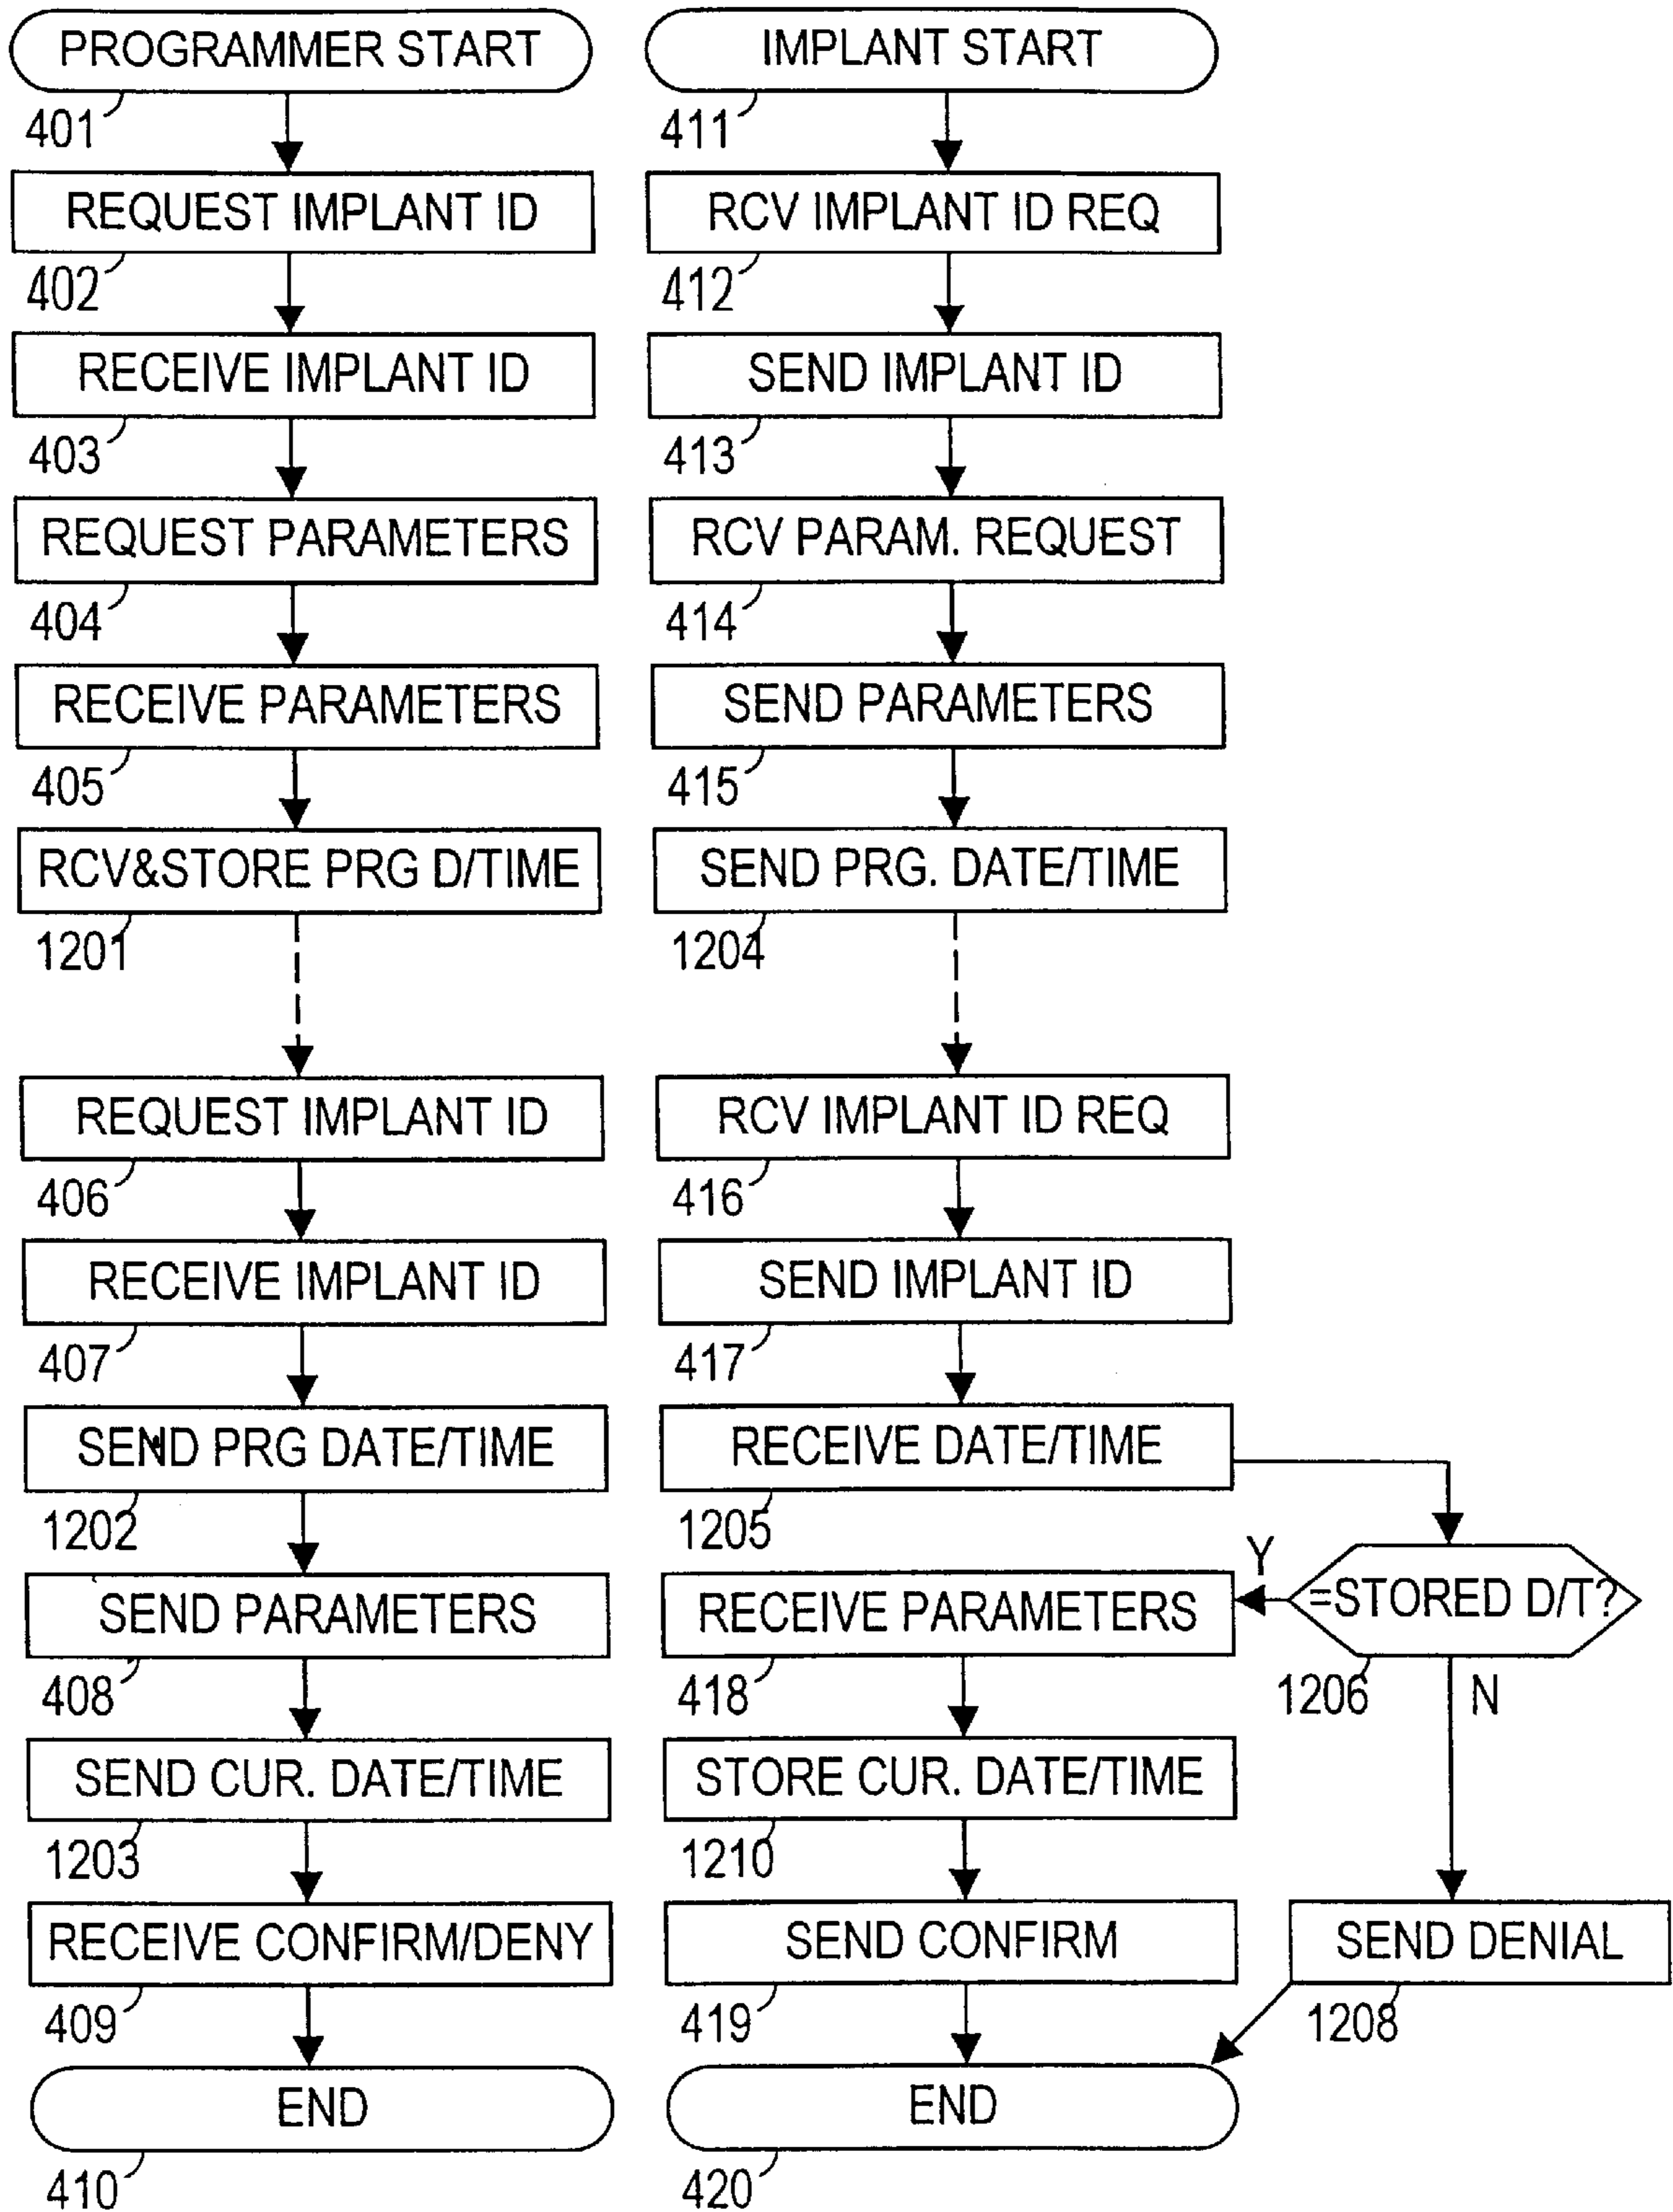 PROGRAMMER START
IMPLANT START
401
411
REQUEST IMPLANT ID
RCV IMPLANT ID REQ
402
412
RECEIVE IMPLANT ID
SEND IMPLANT ID
403
413
REQUEST PARAMETERS
RCV PARAM. REQUEST
404
414
RECEIVE PARAMETERS
SEND PARAMETERS
405
415
RCV&STORE PRG D/TIME
SEND PRG. DATE/TIME
1201
1204
REQUEST IMPLANT ID
RCV IMPLANT ID REQ
406
416
RECEIVE IMPLANT ID
SEND IMPLANT ID
407
417
SEND PRG DATE/TIME
RECEIVE DATE/TIME
1202
1205
Y
SEND PARAMETERS
RECEIVE PARAMETERS
=STORED D/T?
408
418
1206
N
SEND CUR. DATE/TIME
STORE CUR. DATE/TIME
1203
1210
RECEIVE CONFIRM/DENY
SEND CONFIRM
SEND DENIAL
409
419
1208
END
END
410
420